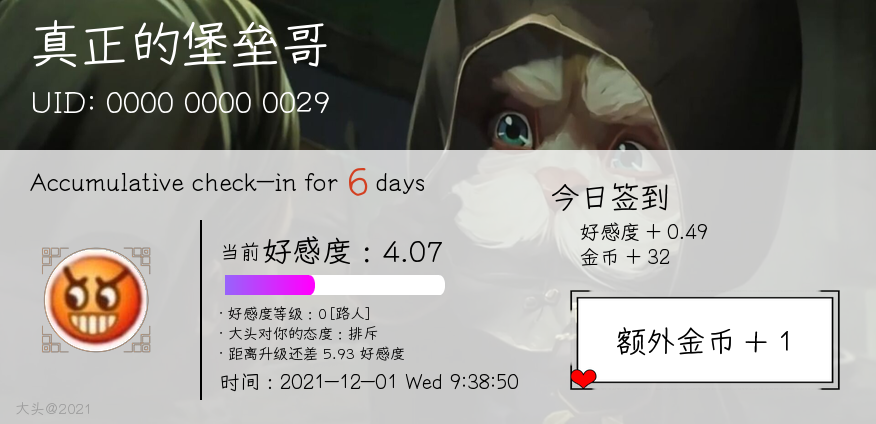 真正的堡垒哥
UID: 0000 0000 0029
Accumulative check-in for 6 days
当前好感度：4.07
· 好感度等级：0 [路人]
· 大头对你的态度：排斥
· 距离升级还差 5.93 好感度
时间：2021-12-01 Wed 9:38:50
今日签到
好感度 + 0.49
金币 + 32
额外金币 + 1
大头@2021